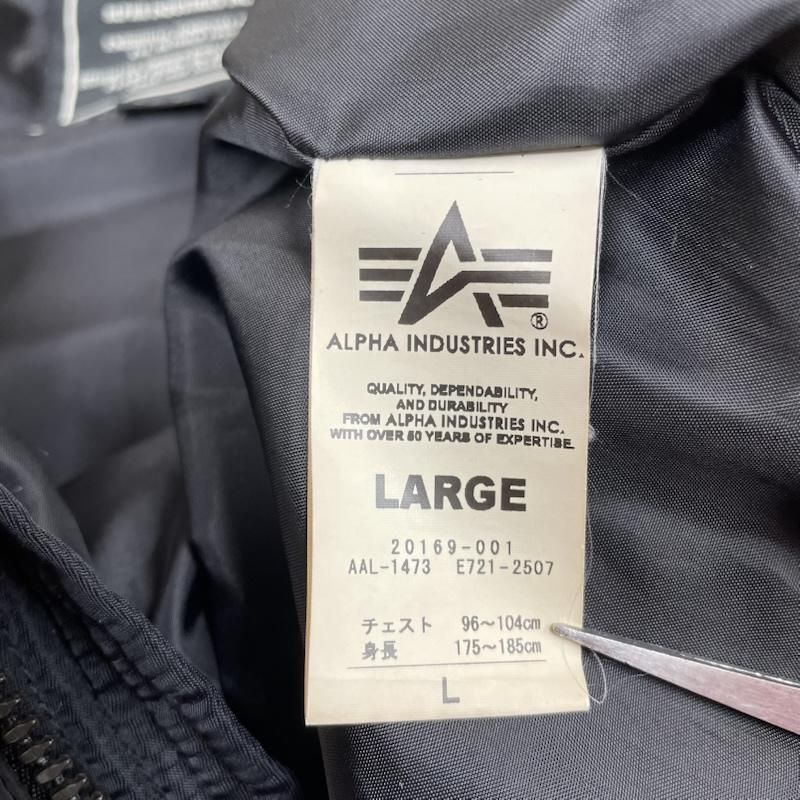 ALPHA INDUSTRIES INC.
QUALITY, DEPENDABILITY,
AND DURABILITY
FROM ALPHA INDUSTRIES INC.
WITH OVER 50 YEARS OF EXPERTISE.
LARGE
20169-001
AAL-1473 E721-2507
チェスト 96～104cm
身長 175～185cm
L